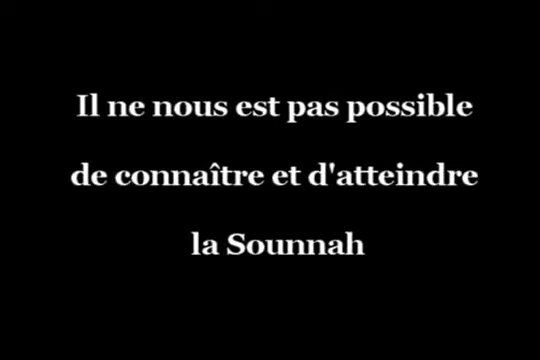 Il ne nous est pas possible
de connaître et d'atteindre
la Sounnah